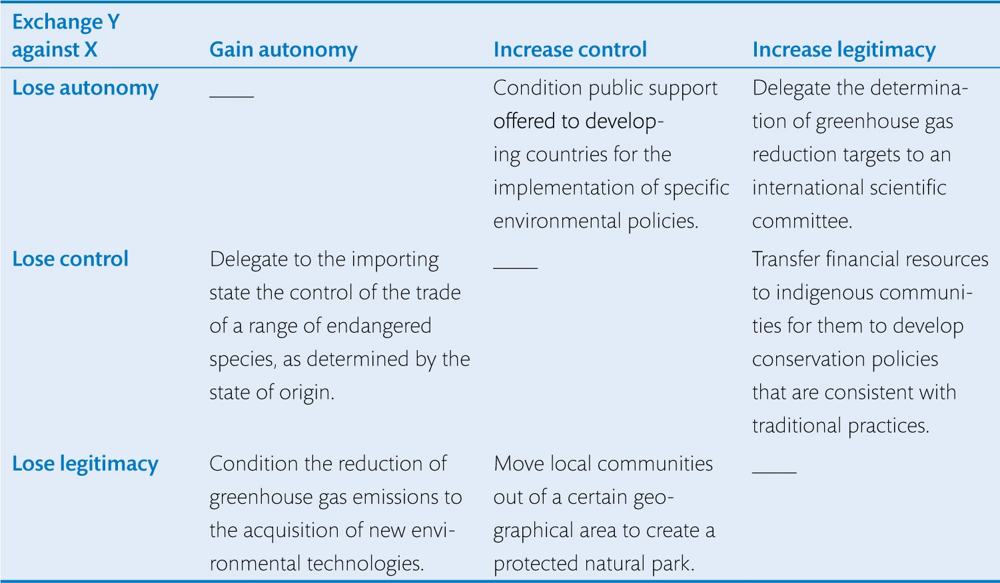 Exchange Y
against X
Gain autonomy
Increase control
Increase legitimacy
Lose autonomy
_____
Condition public support
offered to develop-
ing countries for the
implementation of specific
environmental policies.
Delegate the determina-
tion of greenhouse gas
reduction targets to an
international scientific
committee.
Lose control
Delegate to the importing
state the control of the trade
of a range of endangered
species, as determined by the
state of origin.
_____
Transfer financial resources
to indigenous communi-
ties for them to develop
conservation policies
that are consistent with
traditional practices.
Lose legitimacy
Condition the reduction of
greenhouse gas emissions to
the acquisition of new envi-
ronmental technologies.
Move local communities
out of a certain geo-
graphical area to create a
protected natural park.
_____